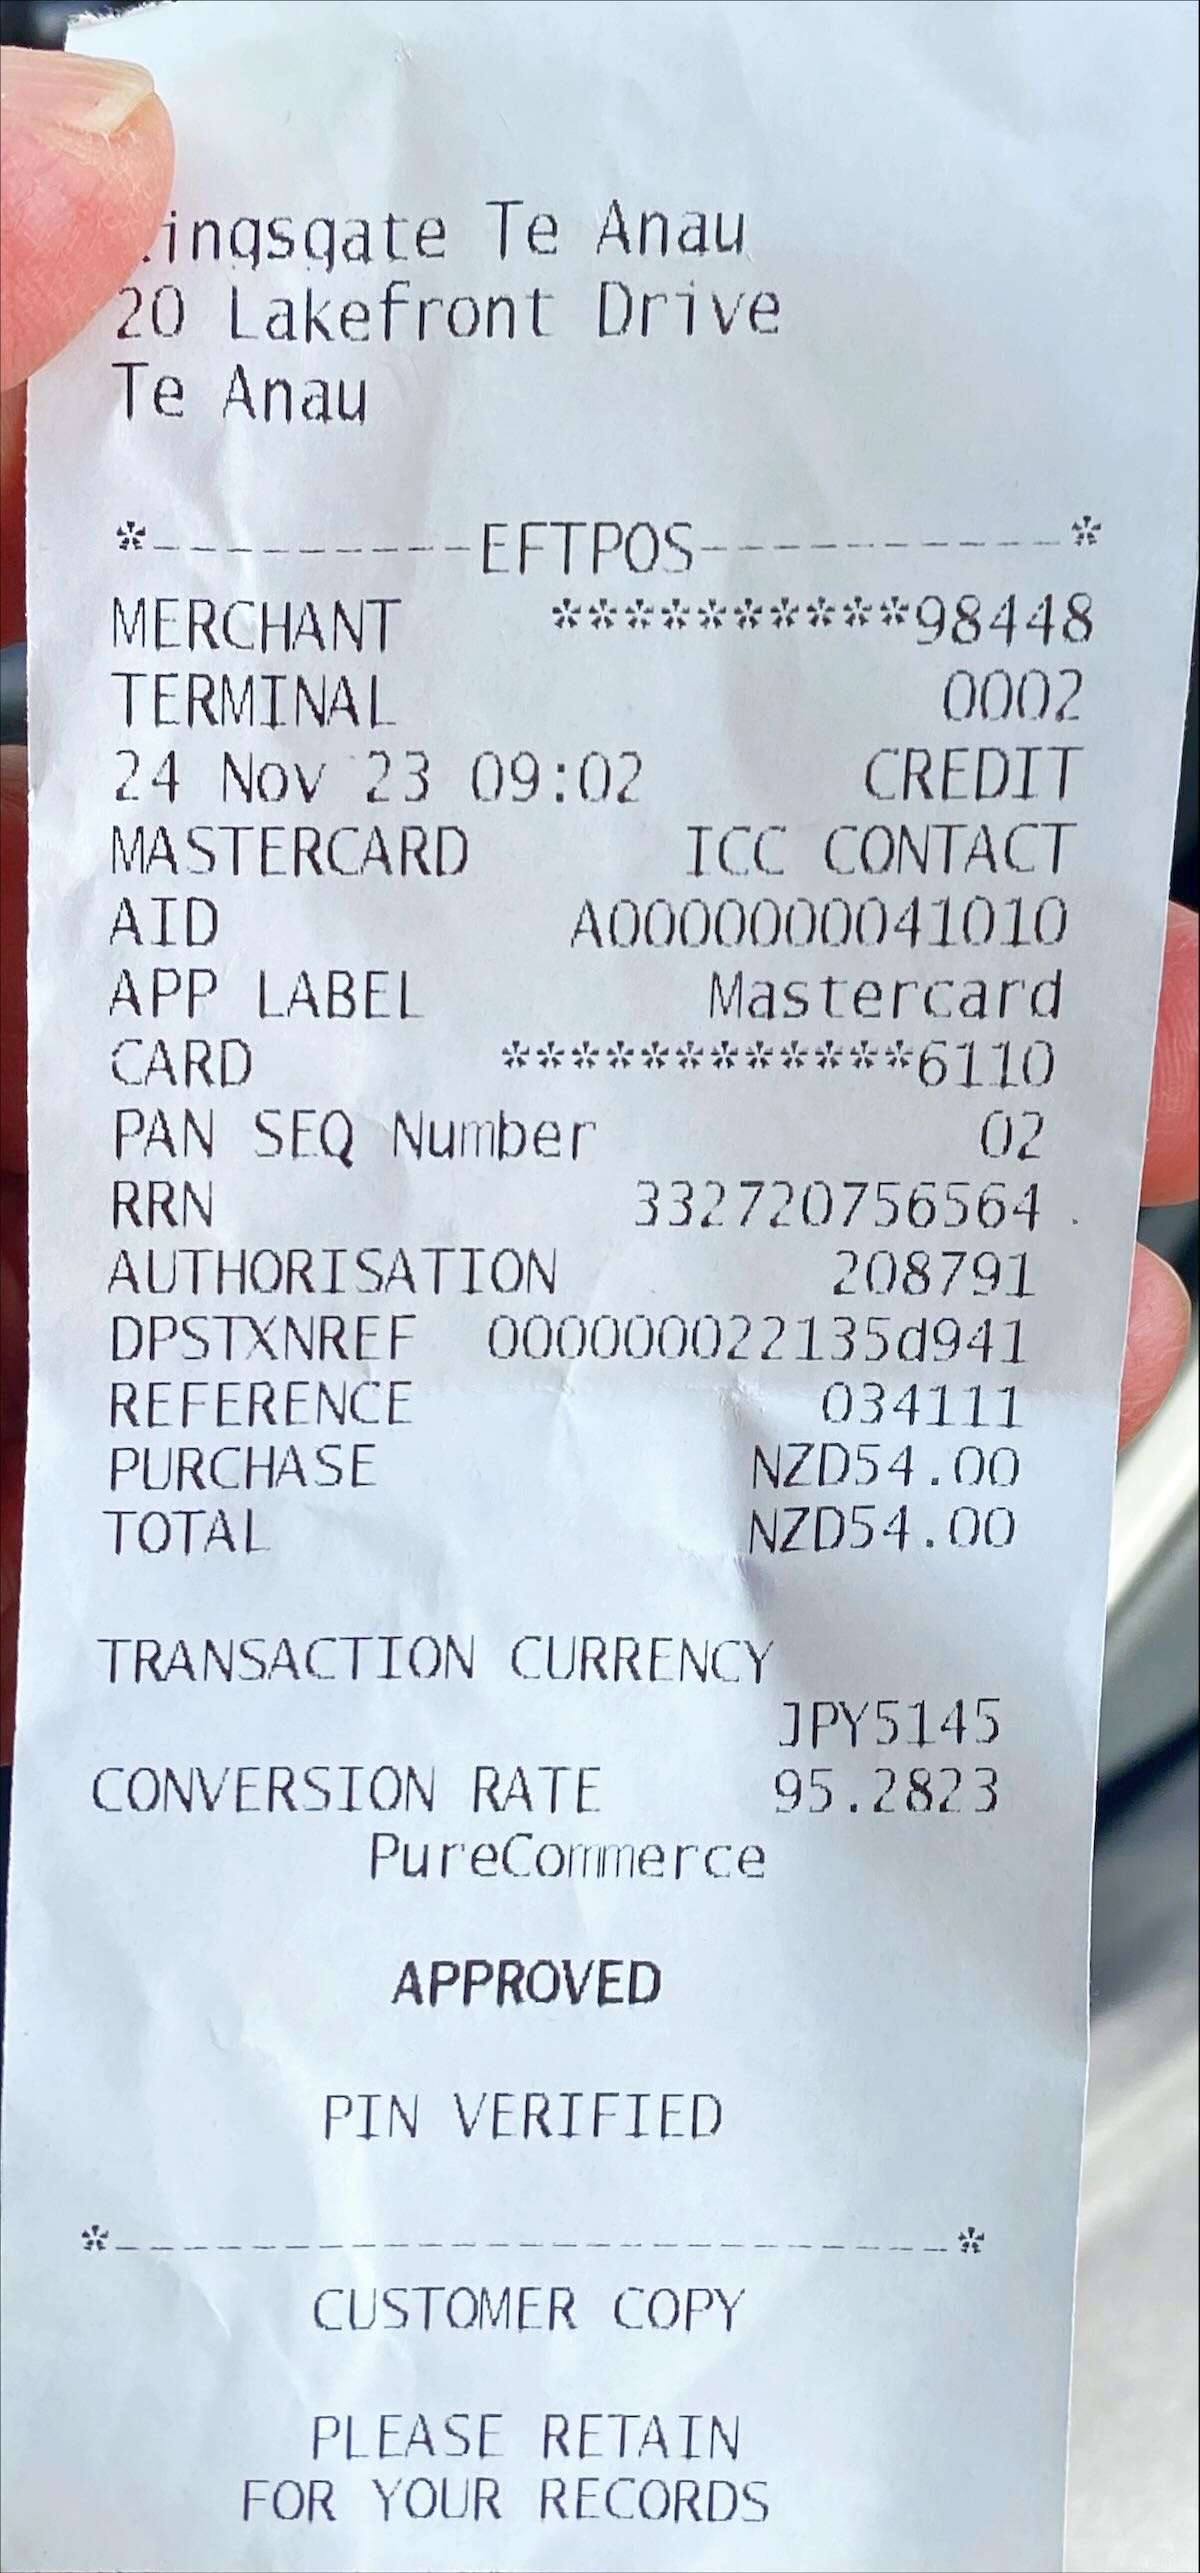 ingsgate Te Anau
20 Lakefront Drive
Te Anau
*---------EFTPOS----------*
MERCHANT **********98448
TERMINAL 0002
24 Nov 23 09:02 CREDIT
MASTERCARD ICC CONTACT
AID A0000000041010
APP LABEL Mastercard
CARD ************6110
PAN SEQ Number 02
RRN 332720756564
AUTHORISATION 208791
DPSTXNREF 000000022135d941
REFERENCE 034111
PURCHASE NZD54.00
TOTAL NZD54.00
TRANSACTION CURRENCY
JPY5145
CONVERSION RATE 95.2823
PureCommerce
APPROVED
PIN VERIFIED
*-----------------------*
CUSTOMER COPY
PLEASE RETAIN
FOR YOUR RECORDS